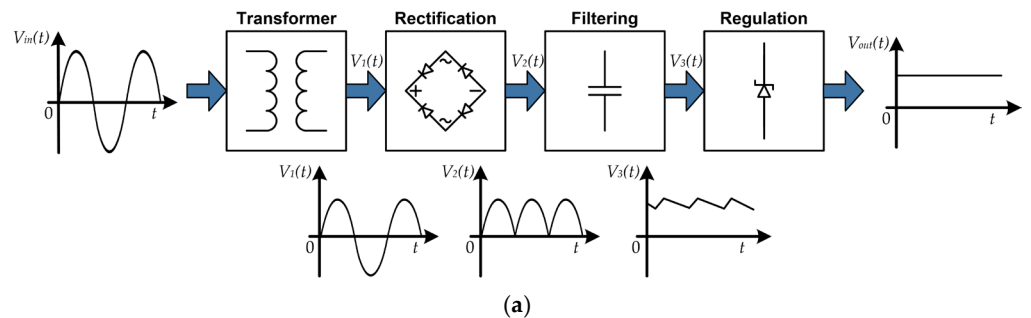 Transformer
Rectification
Filtering
Regulation
Vin(t)
0
t
V1(t)
+
~
~
−
V2(t)
V3(t)
Vout(t)
0
t
V1(t)
0
t
V2(t)
0
t
V3(t)
0
t
(a)